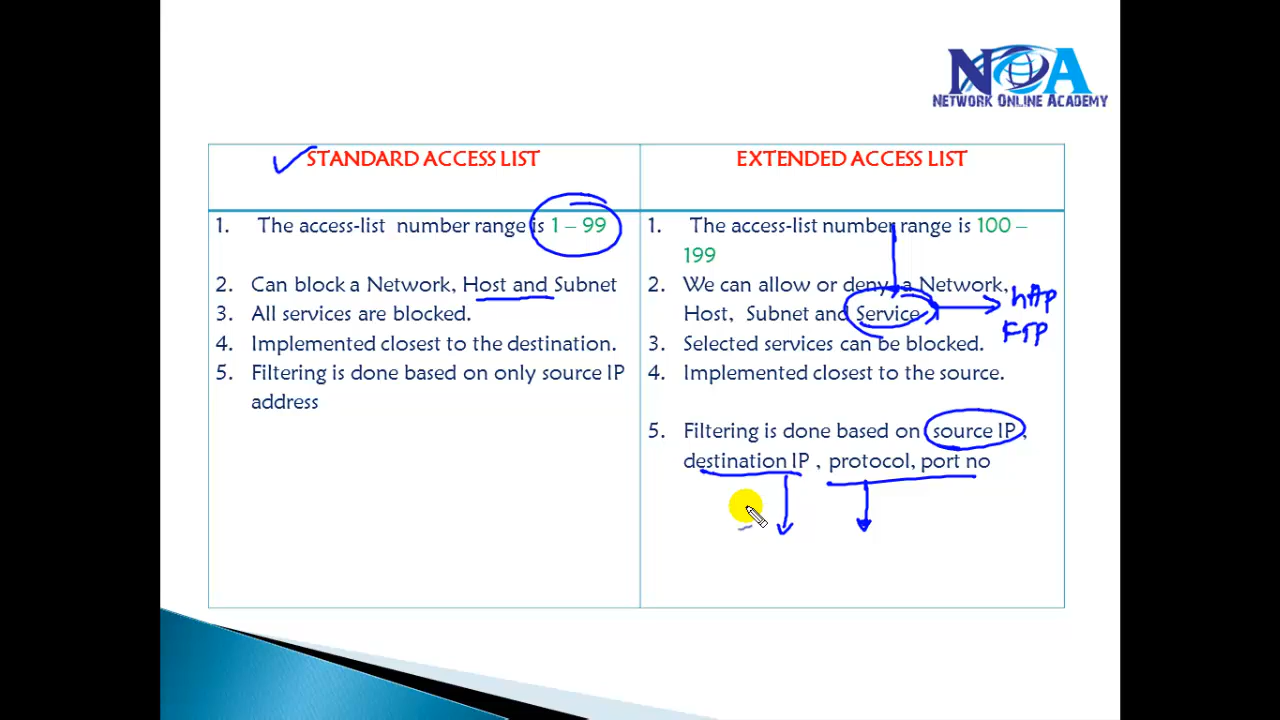 NOA
NETWORK ONLINE ACADEMY
STANDARD ACCESS LIST
1. The access-list number range is 1 – 99
2. Can block a Network, Host and Subnet
3. All services are blocked.
4. Implemented closest to the destination.
5. Filtering is done based on only source IP
address
EXTENDED ACCESS LIST
1. The access-list number range is 100 –
199
2. We can allow or deny a Network,
Host, Subnet and Service
3. Selected services can be blocked.
4. Implemented closest to the source.
5. Filtering is done based on source IP ,
destination IP , protocol, port no
FTP